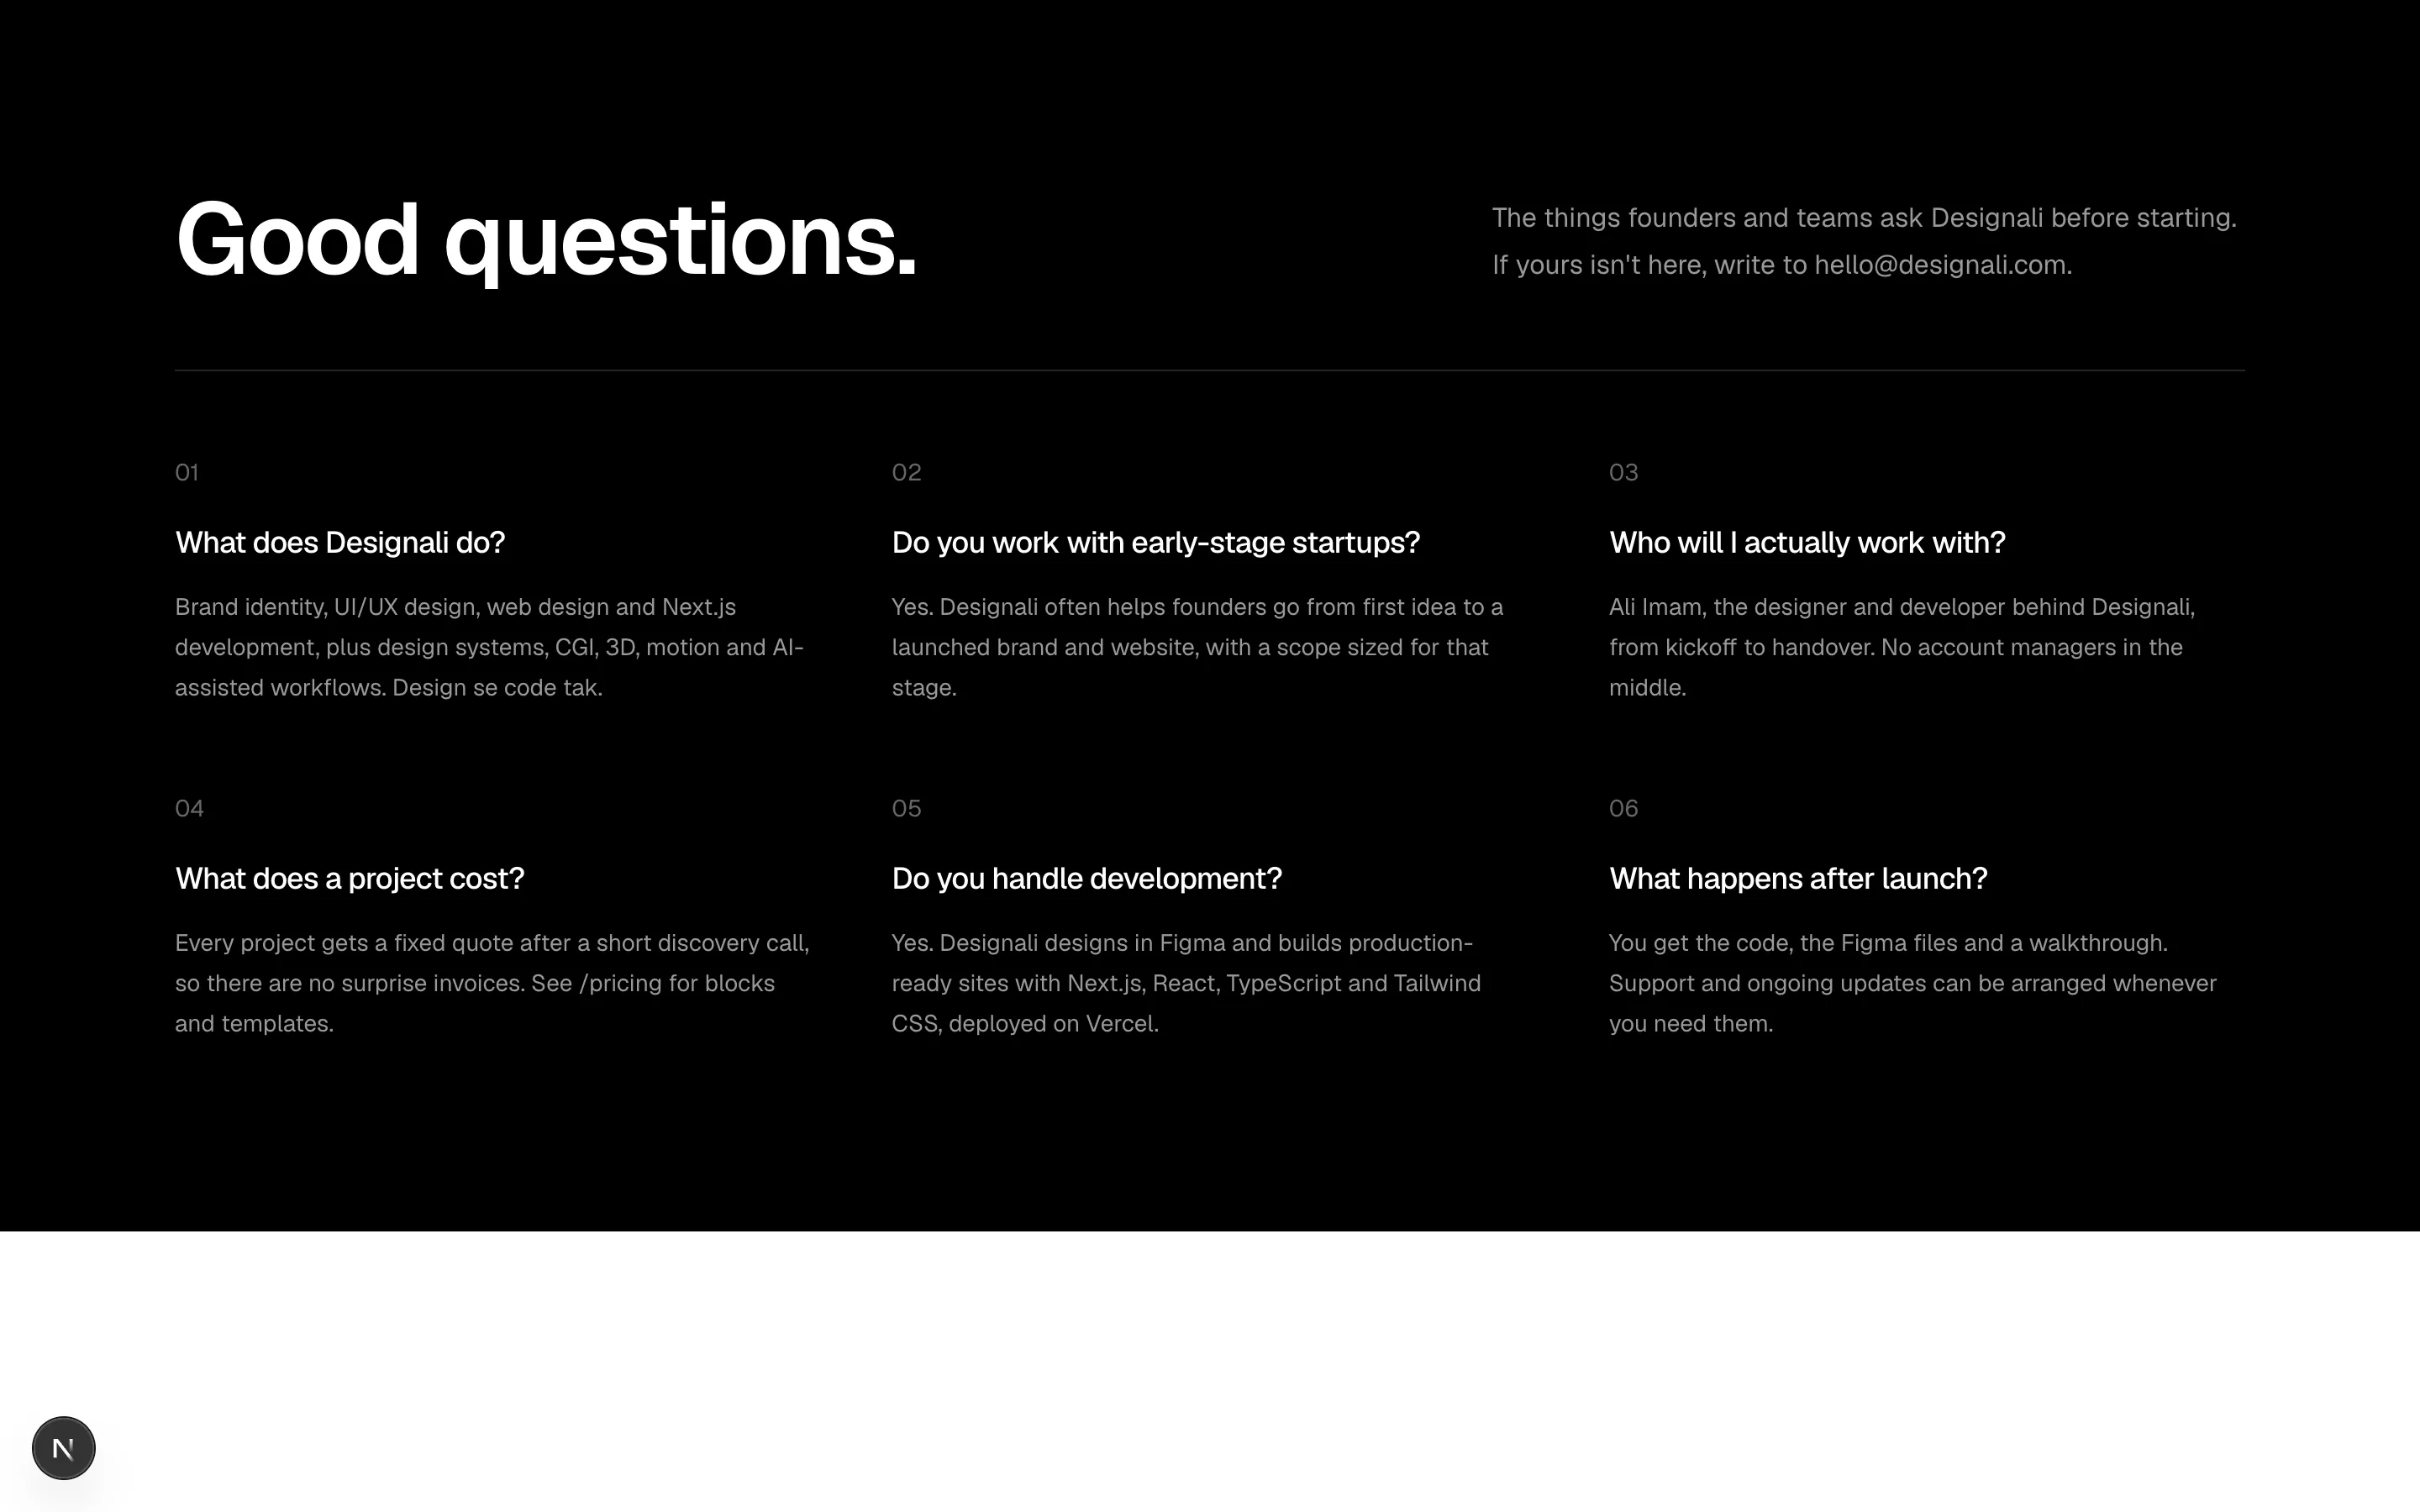 Good questions.
The things founders and teams ask Designali before starting.
If yours isn't here, write to hello@designali.com.
01
What does Designali do?
Brand identity, UI/UX design, web design and Next.js
development, plus design systems, CGI, 3D, motion and AI-
assisted workflows. Design se code tak.
02
Do you work with early-stage startups?
Yes. Designali often helps founders go from first idea to a
launched brand and website, with a scope sized for that
stage.
03
Who will I actually work with?
Ali Imam, the designer and developer behind Designali,
from kickoff to handover. No account managers in the
middle.
04
What does a project cost?
Every project gets a fixed quote after a short discovery call,
so there are no surprise invoices. See /pricing for blocks
and templates.
05
Do you handle development?
Yes. Designali designs in Figma and builds production-
ready sites with Next.js, React, TypeScript and Tailwind
CSS, deployed on Vercel.
06
What happens after launch?
You get the code, the Figma files and a walkthrough.
Support and ongoing updates can be arranged whenever
you need them.
N